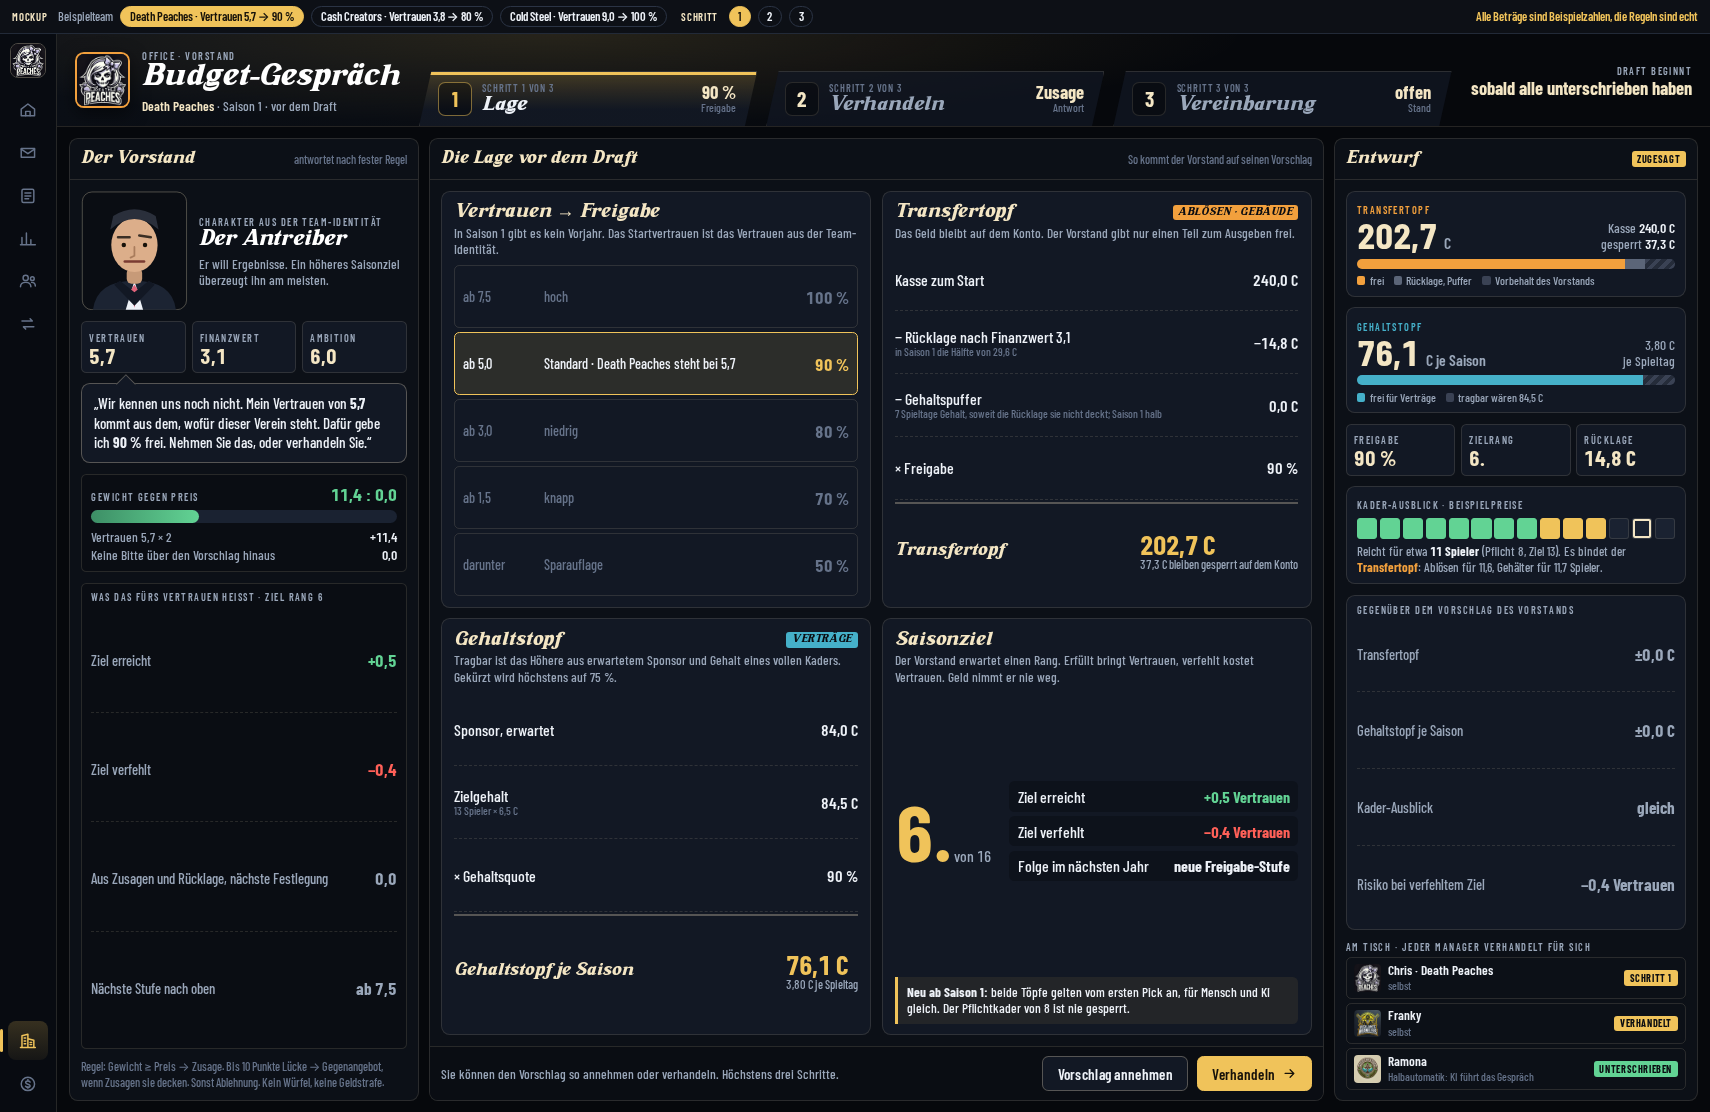 MOCKUP Beispielteam Death Peaches · Vertrauen 5,7 → 90 % Cash Creators · Vertrauen 3,8 → 80 % Cold Steel · Vertrauen 9,0 → 100 % SCHRITT 1 2 3 Alle Beträge sind Beispielzahlen, die Regeln sind echt
OFFICE · VORSTAND
Budget-Gespräch
Death Peaches · Saison 1 · vor dem Draft
1 SCHRITT 1 VON 3
Lage
90 %
Freigabe
2 SCHRITT 2 VON 3
Verhandeln
Zusage
Antwort
3 SCHRITT 3 VON 3
Vereinbarung
offen
Stand
DRAFT BEGINNT
sobald alle unterschrieben haben
Der Vorstand antwortet nach fester Regel
CHARAKTER AUS DER TEAM-IDENTITÄT
Der Antreiber
Er will Ergebnisse. Ein höheres Saisonziel
überzeugt ihn am meisten.
VERTRAUEN
5,7
FINANZWERT
3,1
AMBITION
6,0
„Wir kennen uns noch nicht. Mein Vertrauen von 5,7
kommt aus dem, wofür dieser Verein steht. Dafür gebe
ich 90 % frei. Nehmen Sie das, oder verhandeln Sie.“
GEWICHT GEGEN PREIS 11,4 : 0,0
Vertrauen 5,7 × 2 +11,4
Keine Bitte über den Vorschlag hinaus 0,0
WAS DAS FÜRS VERTRAUEN HEISST · ZIEL RANG 6
Ziel erreicht +0,5
Ziel verfehlt −0,4
Aus Zusagen und Rücklage, nächste Festlegung 0,0
Nächste Stufe nach oben ab 7,5
Regel: Gewicht ≥ Preis → Zusage. Bis 10 Punkte Lücke → Gegenangebot,
wenn Zusagen sie decken. Sonst Ablehnung. Kein Würfel, keine Geldstrafe.
Die Lage vor dem Draft So kommt der Vorstand auf seinen Vorschlag
Vertrauen → Freigabe
In Saison 1 gibt es kein Vorjahr. Das Startvertrauen ist das Vertrauen aus der Team-
Identität.
ab 7,5 hoch 100 %
ab 5,0 Standard · Death Peaches steht bei 5,7 90 %
ab 3,0 niedrig 80 %
ab 1,5 knapp 70 %
darunter Sparauflage 50 %
Transfertopf ABLÖSEN · GEBÄUDE
Das Geld bleibt auf dem Konto. Der Vorstand gibt nur einen Teil zum Ausgeben frei.
Kasse zum Start 240,0 C
− Rücklage nach Finanzwert 3,1
in Saison 1 die Hälfte von 29,6 C
−14,8 C
− Gehaltspuffer
7 Spieltage Gehalt, soweit die Rücklage sie nicht deckt; Saison 1 halb
0,0 C
× Freigabe 90 %
Transfertopf 202,7 C
37,3 C bleiben gesperrt auf dem Konto
Gehaltstopf VERTRÄGE
Tragbar ist das Höhere aus erwartetem Sponsor und Gehalt eines vollen Kaders.
Gekürzt wird höchstens auf 75 %.
Sponsor, erwartet 84,0 C
Zielgehalt
13 Spieler × 6,5 C
84,5 C
× Gehaltsquote 90 %
Gehaltstopf je Saison 76,1 C
3,80 C je Spieltag
Saisonziel
Der Vorstand erwartet einen Rang. Erfüllt bringt Vertrauen, verfehlt kostet
Vertrauen. Geld nimmt er nie weg.
6. von 16
Ziel erreicht +0,5 Vertrauen
Ziel verfehlt −0,4 Vertrauen
Folge im nächsten Jahr neue Freigabe-Stufe
Neu ab Saison 1: beide Töpfe gelten vom ersten Pick an, für Mensch und KI
gleich. Der Pflichtkader von 8 ist nie gesperrt.
Sie können den Vorschlag so annehmen oder verhandeln. Höchstens drei Schritte. Vorschlag annehmen Verhandeln →
Entwurf ZUGESAGT
TRANSFERTOPF
202,7 C
Kasse 240,0 C
gesperrt 37,3 C
frei Rücklage, Puffer Vorbehalt des Vorstands
GEHALTSTOPF
76,1 C je Saison
3,80 C
je Spieltag
frei für Verträge tragbar wären 84,5 C
FREIGABE
90 %
ZIELRANG
6.
RÜCKLAGE
14,8 C
KADER-AUSBLICK · BEISPIELPREISE
Reicht für etwa 11 Spieler (Pflicht 8, Ziel 13). Es bindet der
Transfertopf: Ablösen für 11,6, Gehälter für 11,7 Spieler.
GEGENÜBER DEM VORSCHLAG DES VORSTANDS
Transfertopf ±0,0 C
Gehaltstopf je Saison ±0,0 C
Kader-Ausblick gleich
Risiko bei verfehltem Ziel −0,4 Vertrauen
AM TISCH · JEDER MANAGER VERHANDELT FÜR SICH
Chris · Death Peaches
selbst
SCHRITT 1
Franky
selbst
VERHANDELT
Ramona
Halbautomatik: KI führt das Gespräch
UNTERSCHRIEBEN